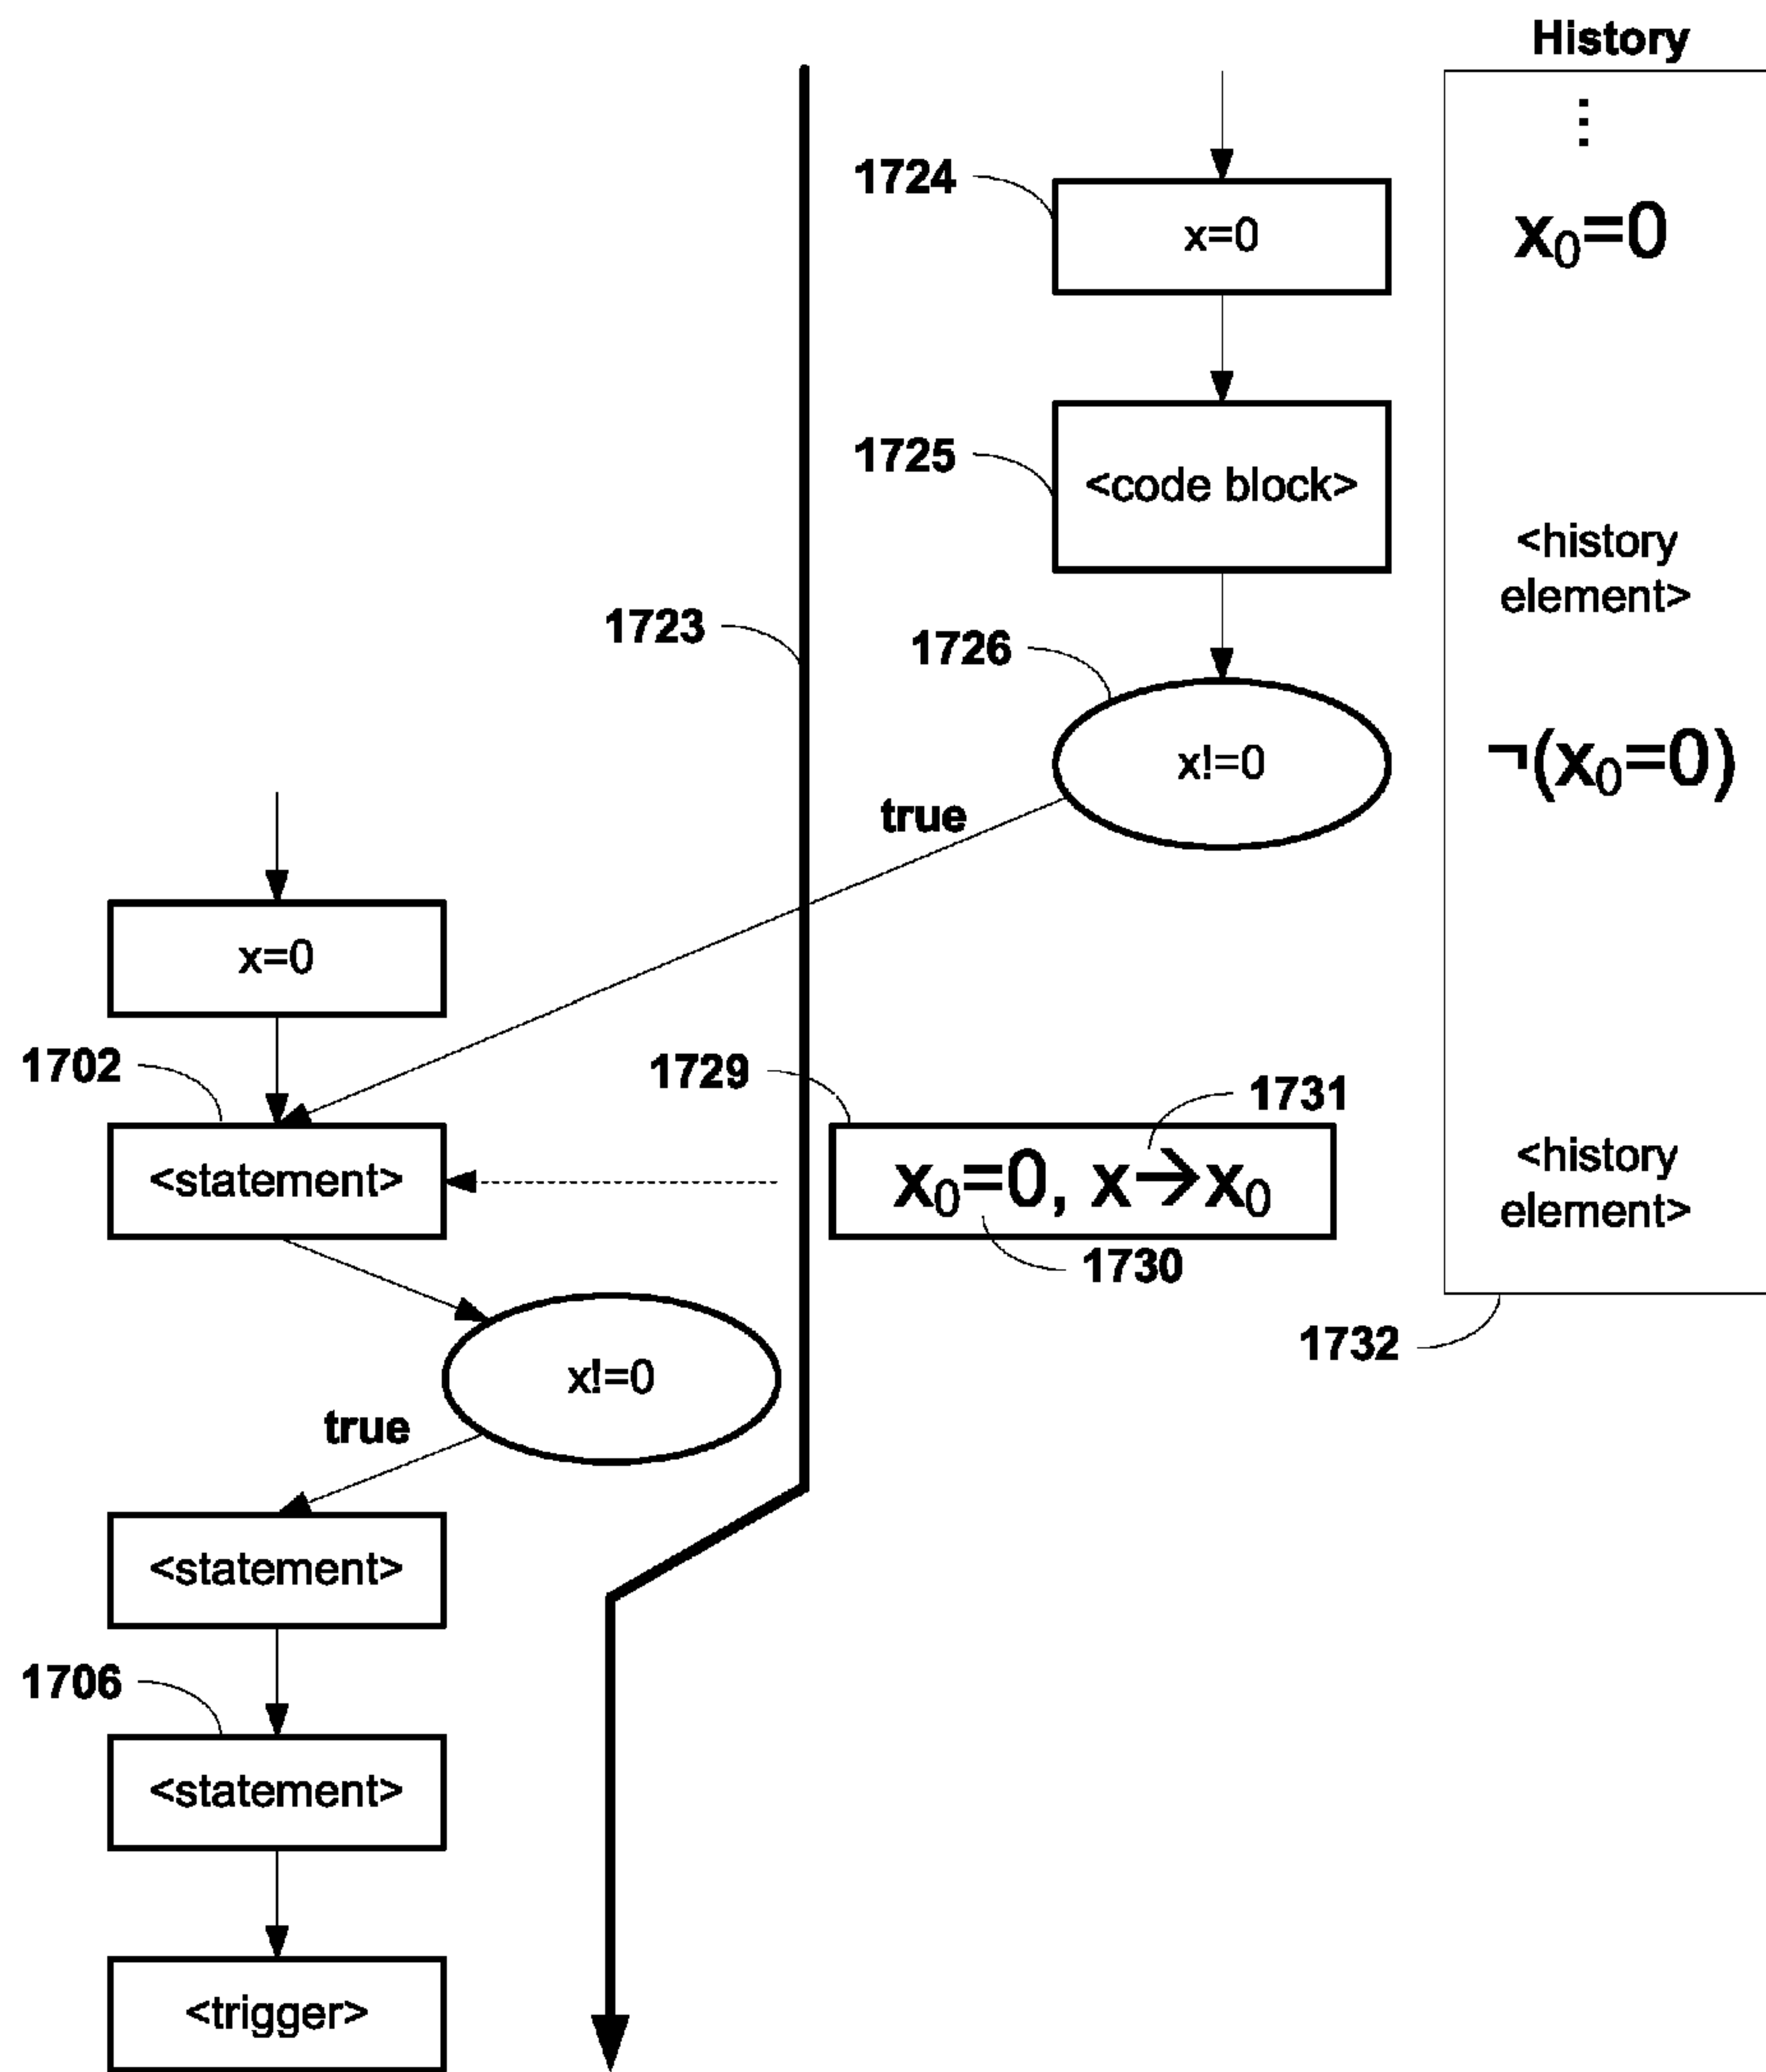 History
⋮
1724
x=0
x₀=0
1725
<code block>
<history
element>
1723
1726
x!=0
¬(x₀=0)
true
x=0
1702
1729
1731
<statement>
x₀=0, x→x₀
<history
element>
1730
1732
x!=0
true
<statement>
1706
<statement>
<trigger>